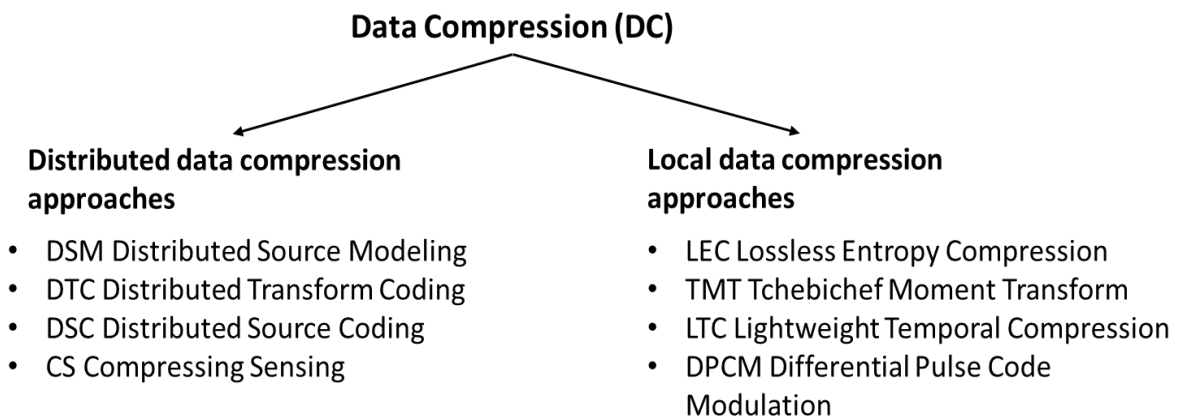 Data Compression (DC)
Distributed data compression
approaches
• DSM Distributed Source Modeling
• DTC Distributed Transform Coding
• DSC Distributed Source Coding
• CS Compressing Sensing
Local data compression
approaches
• LEC Lossless Entropy Compression
• TMT Tchebichef Moment Transform
• LTC Lightweight Temporal Compression
• DPCM Differential Pulse Code
Modulation